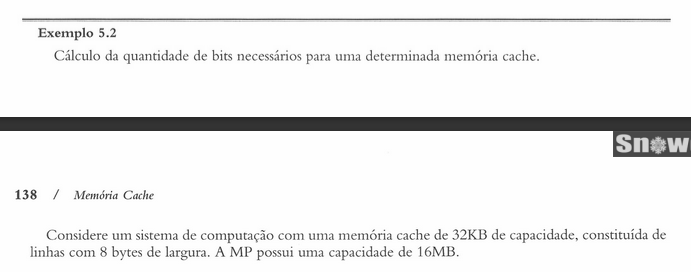 Exemplo 5.2
Cálculo da quantidade de bits necessários para uma determinada memória cache.
Snow
138 / Memória Cache
Considere um sistema de computação com uma memória cache de 32KB de capacidade, constituída de
linhas com 8 bytes de largura. A MP possui uma capacidade de 16MB.